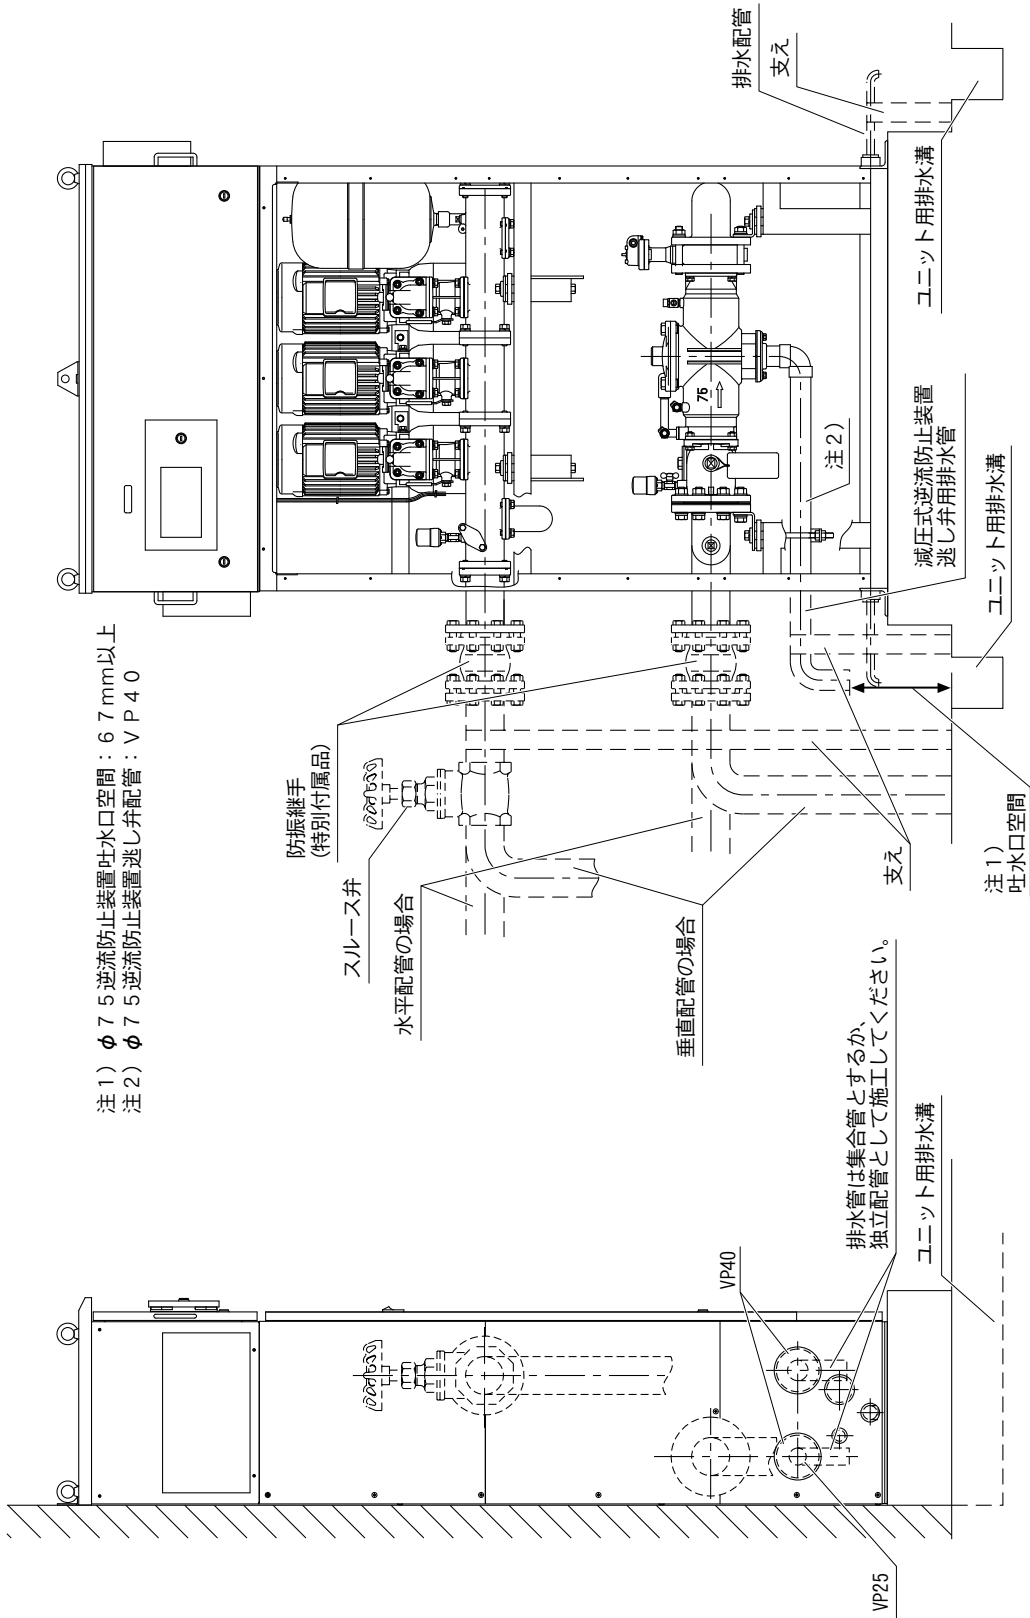 注1）φ75逆流防止装置吐水口空間：67mm以上
注2）φ75逆流防止装置逃し弁配管：VP40
防振継手
(特別付属品)
スルース弁
水平配管の場合
垂直配管の場合
支え
注1）
吐水口空間
排水配管
支え
ユニット用排水溝
75
注2）
減圧式逆流防止装置
逃し弁用排水管
ユニット用排水溝
VP40
排水管は集合管とするか、
独立配管として施工してください。
ユニット用排水溝
VP25